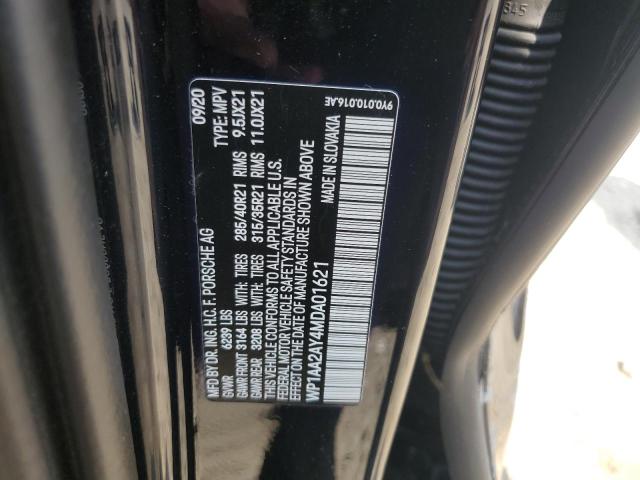 MFD BY DR. ING. H.C. F. PORSCHE AG 09/20
GVWR 6239 LBS TYPE: MPV
GAWR FRONT 3164 LBS WITH: TIRES 285/40R21 RIMS 9.5JX21
GAWR REAR 3208 LBS WITH: TIRES 315/35R21 RIMS 11.0JX21
THIS VEHICLE CONFORMS TO ALL APPLICABLE U.S.
FEDERAL MOTOR VEHICLE SAFETY STANDARDS IN
EFFECT ON THE DATE OF MANUFACTURE SHOWN ABOVE
WP1AA2AY4MDA01621 MADE IN SLOVAKIA
9Y0.010.016.AE
345